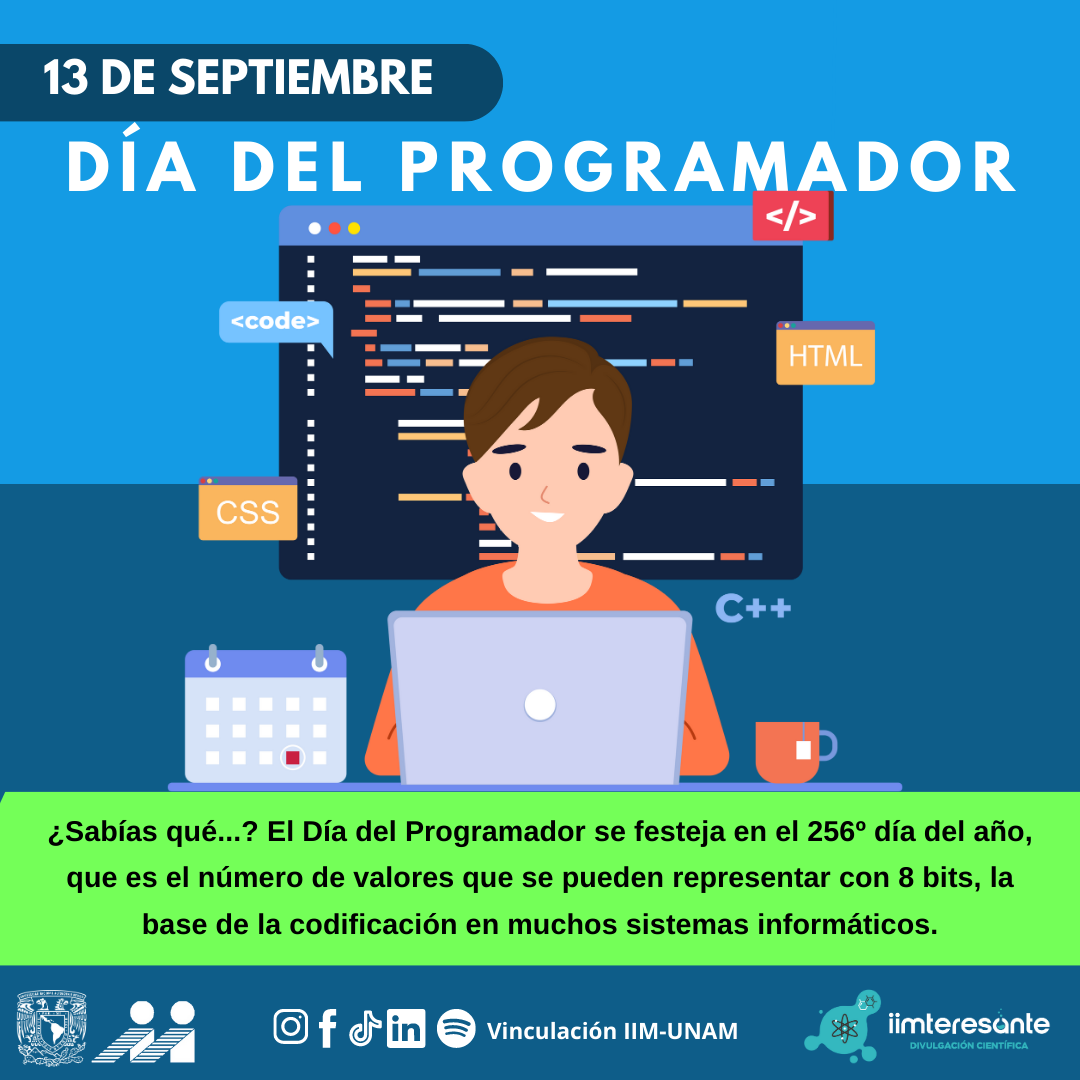 13 DE SEPTIEMBRE
DÍA DEL PROGRAMADOR
</>
<code>
HTML
CSS
C++
¿Sabías qué...? El Día del Programador se festeja en el 256º día del año,
que es el número de valores que se pueden representar con 8 bits, la
base de la codificación en muchos sistemas informáticos.
Vinculación IIM-UNAM
iimteresante
DIVULGACIÓN CIENTÍFICA